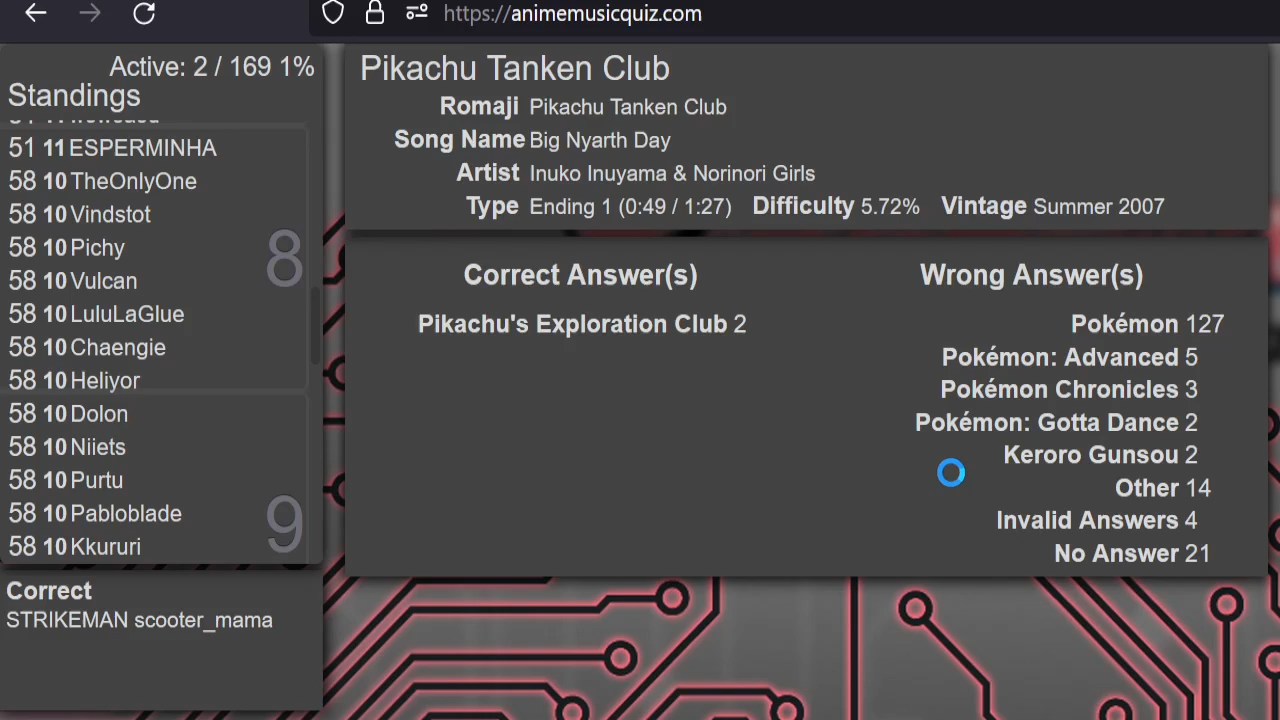 https://animemusicquiz.com
Active: 2 / 169 1%
Standings
51 11 ESPERMINHA
58 10 TheOnlyOne
58 10 Vindstot
58 10 Pichy
58 10 Vulcan
58 10 LuluLaGlue
58 10 Chaengie
58 10 Heliyor
8
58 10 Dolon
58 10 Niiets
58 10 Purtu
58 10 Pabloblade
58 10 Kkururi
9
Correct
STRIKEMAN scooter_mama
Pikachu Tanken Club
Romaji Pikachu Tanken Club
Song Name Big Nyarth Day
Artist Inuko Inuyama & Norinori Girls
Type Ending 1 (0:49 / 1:27) Difficulty 5.72% Vintage Summer 2007
Correct Answer(s)
Pikachu's Exploration Club 2
Wrong Answer(s)
Pokémon 127
Pokémon: Advanced 5
Pokémon Chronicles 3
Pokémon: Gotta Dance 2
Keroro Gunsou 2
Other 14
Invalid Answers 4
No Answer 21